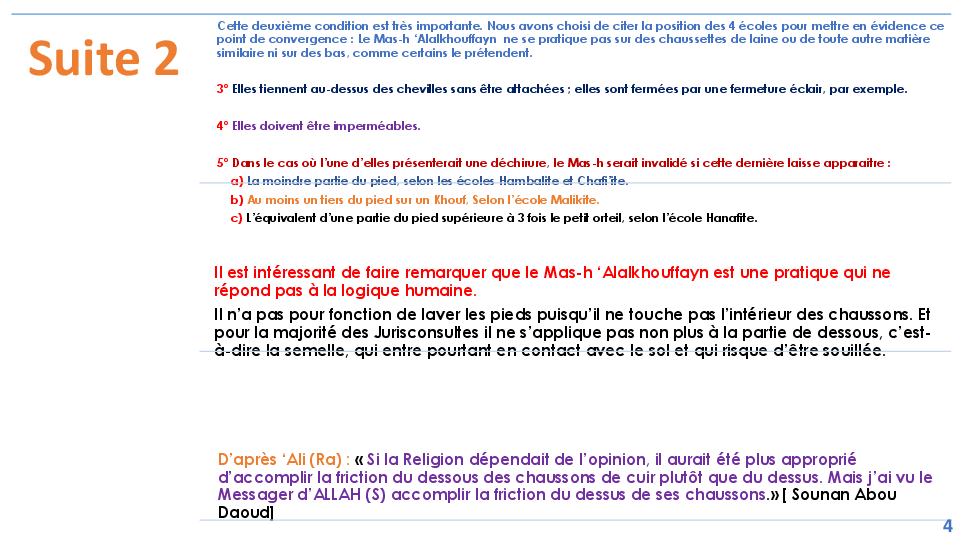 Suite 2
Cette deuxième condition est très importante. Nous avons choisi de citer la position des 4 écoles pour mettre en évidence ce
point de convergence : Le Mas-h ‘Alalkhouffayn ne se pratique pas sur des chaussettes de laine ou de toute autre matière
similaire ni sur des bas, comme certains le prétendent.
3° Elles tiennent au-dessus des chevilles sans être attachées ; elles sont fermées par une fermeture éclair, par exemple.
4° Elles doivent être imperméables.
5° Dans le cas où l’une d’elles présenterait une déchirure, le Mas-h serait invalidé si cette dernière laisse apparaitre :
a) La moindre partie du pied, selon les écoles Hambalite et Chafi’ite.
b) Au moins un tiers du pied sur un Khouf, Selon l’école Malikite.
c) L’équivalent d’une partie du pied supérieure à 3 fois le petit orteil, selon l’école Hanafite.
Il est intéressant de faire remarquer que le Mas-h ‘Alalkhouffayn est une pratique qui ne
répond pas à la logique humaine.
Il n’a pas pour fonction de laver les pieds puisqu’il ne touche pas l’intérieur des chaussons. Et
pour la majorité des Jurisconsultes il ne s’applique pas non plus à la partie de dessous, c’est-
à-dire la semelle, qui entre pourtant en contact avec le sol et qui risque d’être souillée.
D’après ‘Ali (Ra) : « Si la Religion dépendait de l’opinion, il aurait été plus approprié
d’accomplir la friction du dessous des chaussons de cuir plutôt que du dessus. Mais j’ai vu le
Messager d’ALLAH (S) accomplir la friction du dessus de ses chaussons.» [ Sounan Abou
Daoud]
4